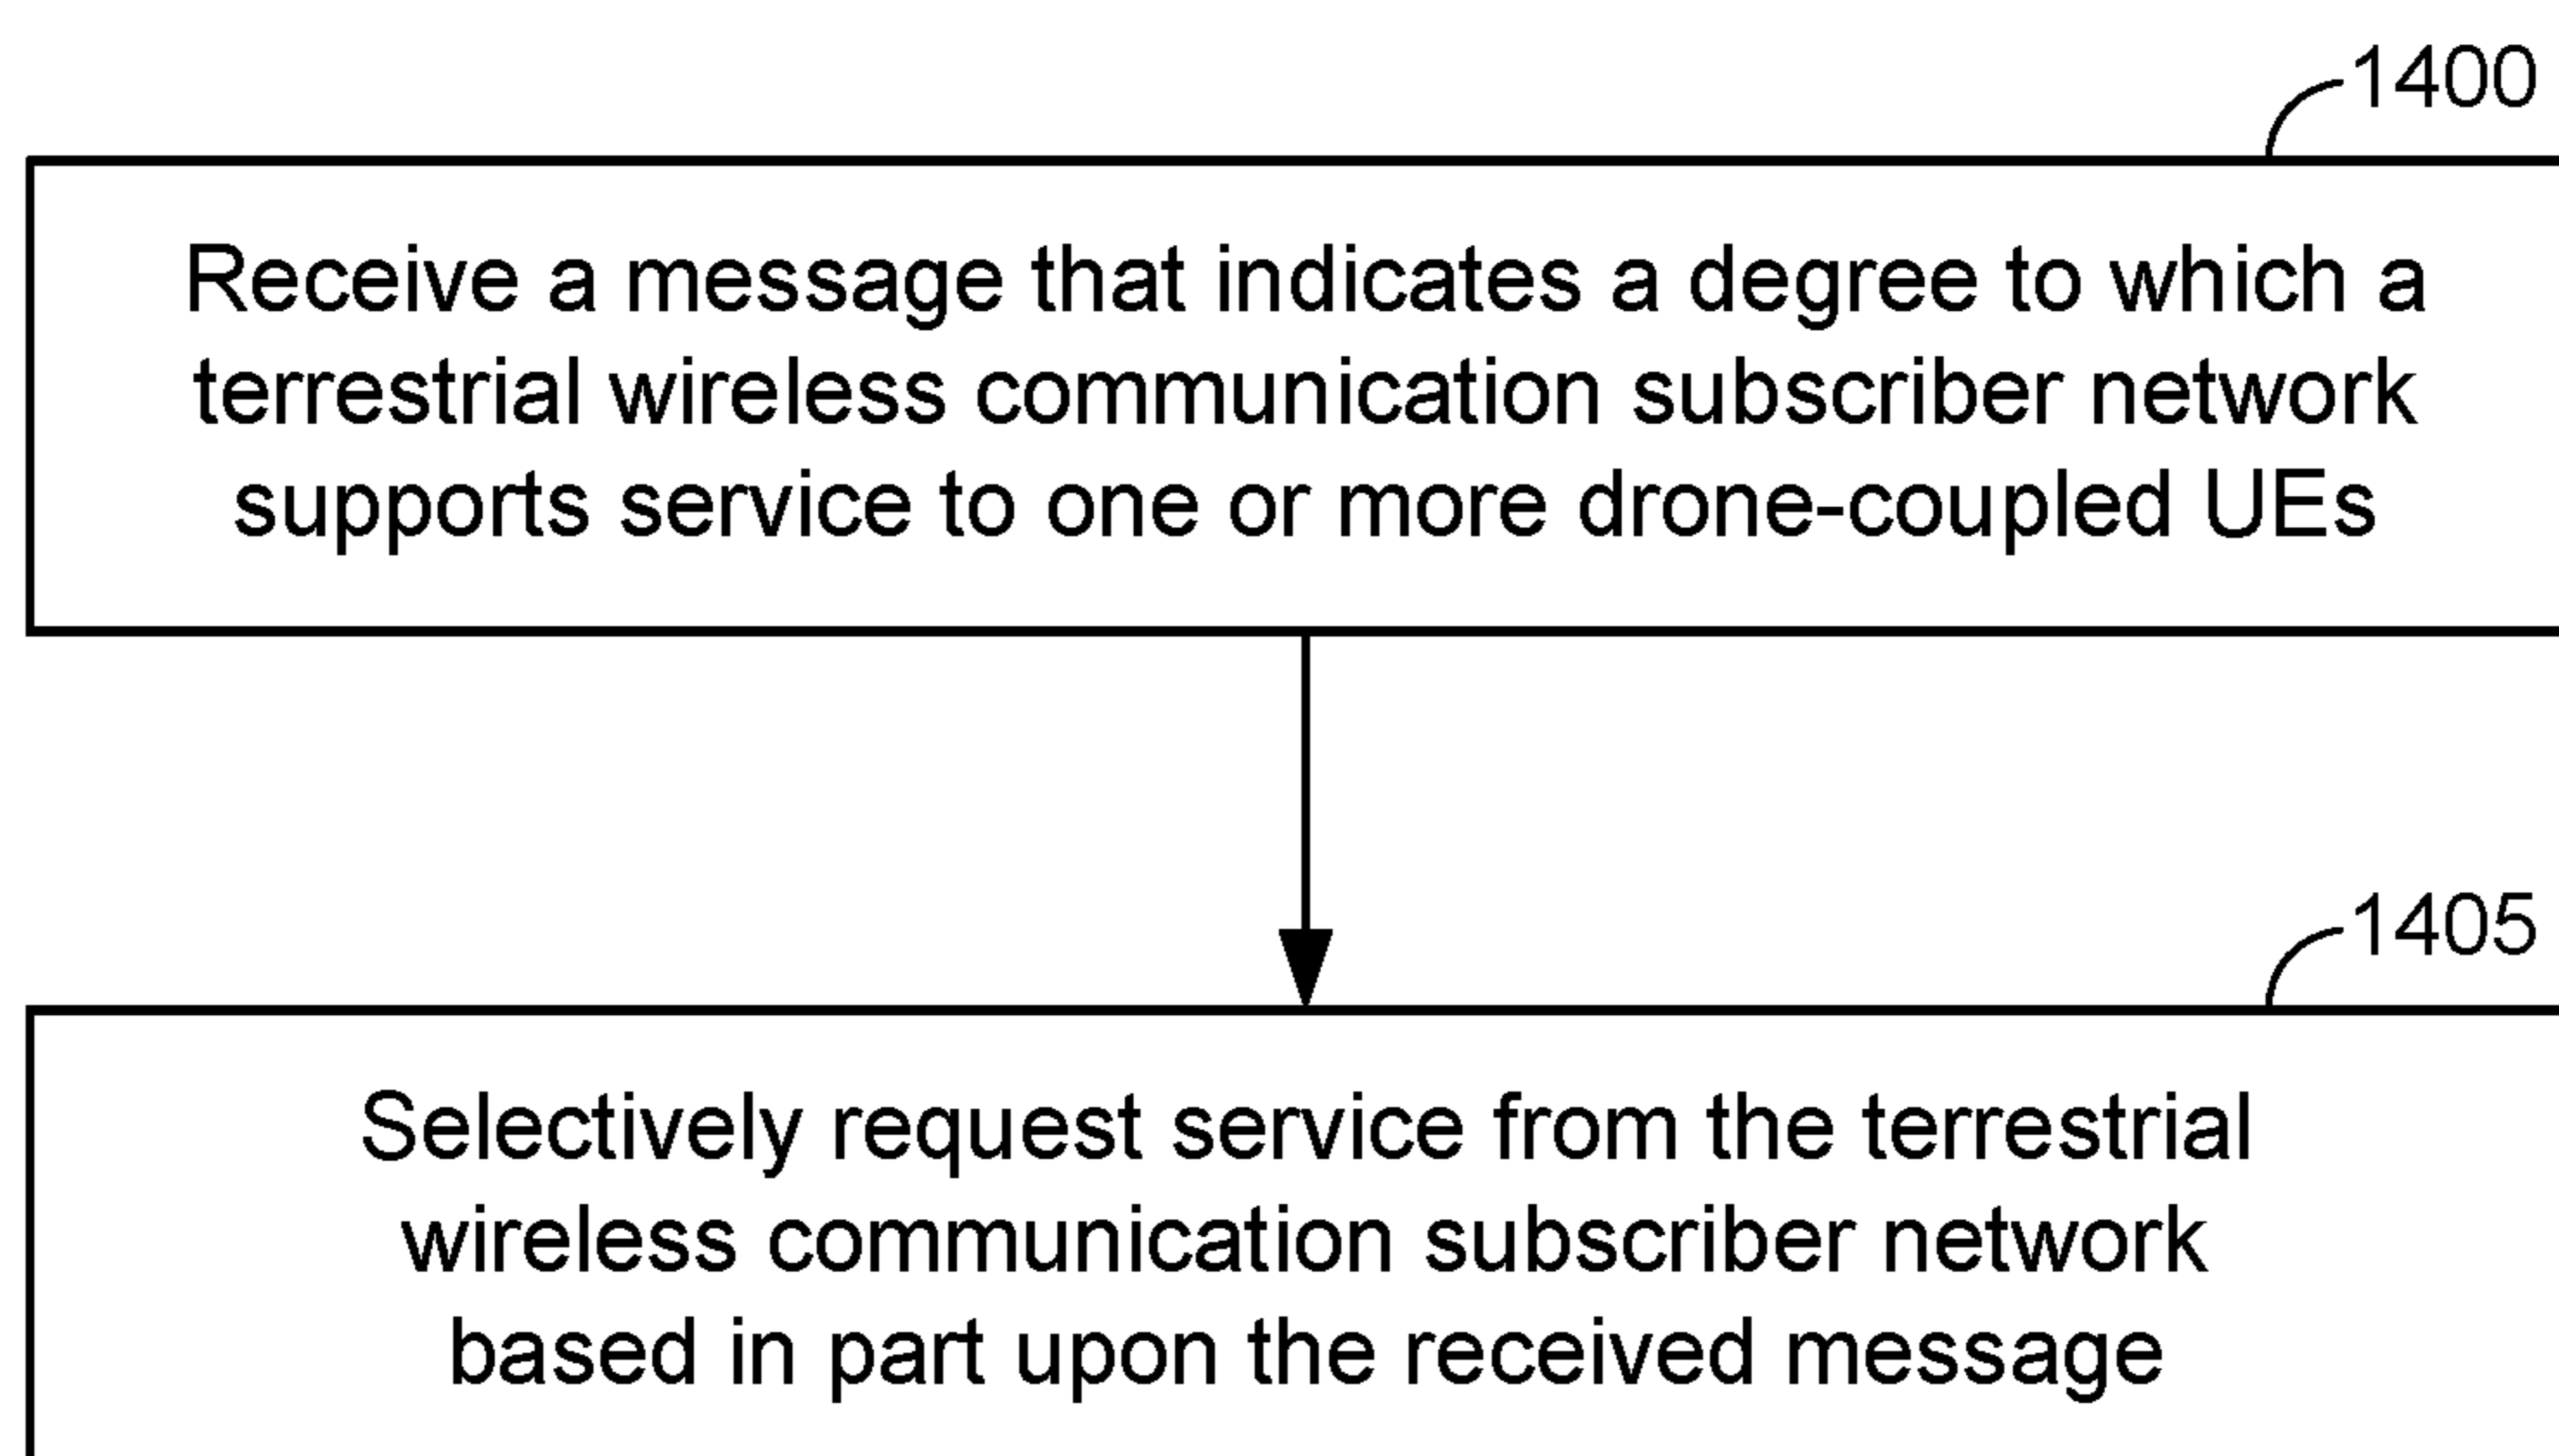 1400
Receive a message that indicates a degree to which a
terrestrial wireless communication subscriber network
supports service to one or more drone-coupled UEs
1405
Selectively request service from the terrestrial
wireless communication subscriber network
based in part upon the received message